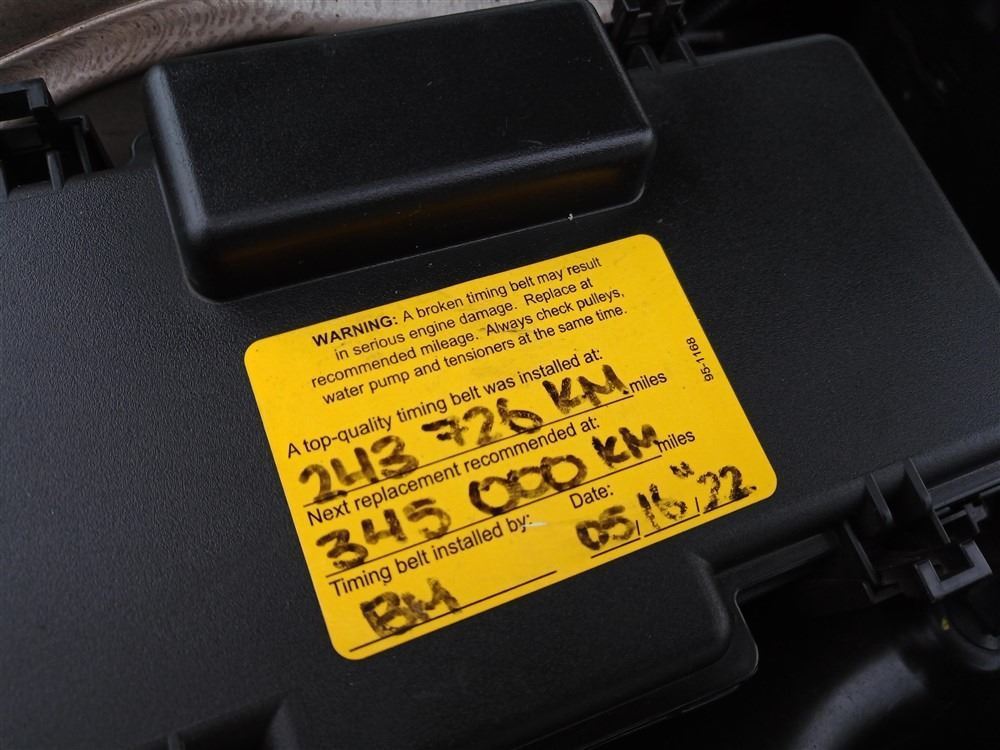 WARNING: A broken timing belt may result
in serious engine damage. Replace at
recommended mileage. Always check pulleys,
water pump and tensioners at the same time.
95-1168
A top-quality timing belt was installed at:
243 726 KM miles
Next replacement recommended at:
345 000 KM miles
Timing belt installed by: Date:
BM 05/16"/22